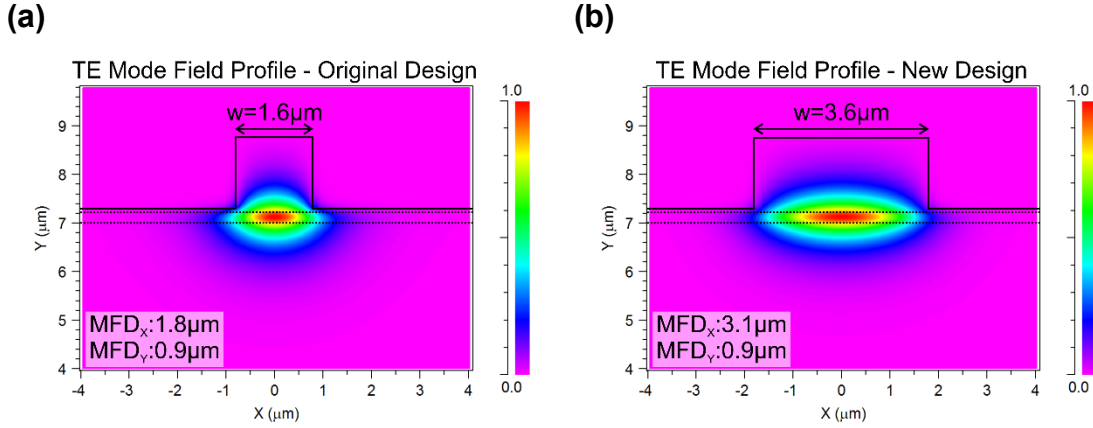 (a)
TE Mode Field Profile - Original Design
w=1.6μm
MFDX:1.8μm
MFDY:0.9μm
9
8
7
6
5
4
Y (μm)
-4 -3 -2 -1 0 1 2 3 4
X (μm)
1.0
0.0
(b)
TE Mode Field Profile - New Design
w=3.6μm
MFDX:3.1μm
MFDY:0.9μm
9
8
7
6
5
4
Y (μm)
-4 -3 -2 -1 0 1 2 3 4
X (μm)
1.0
0.0